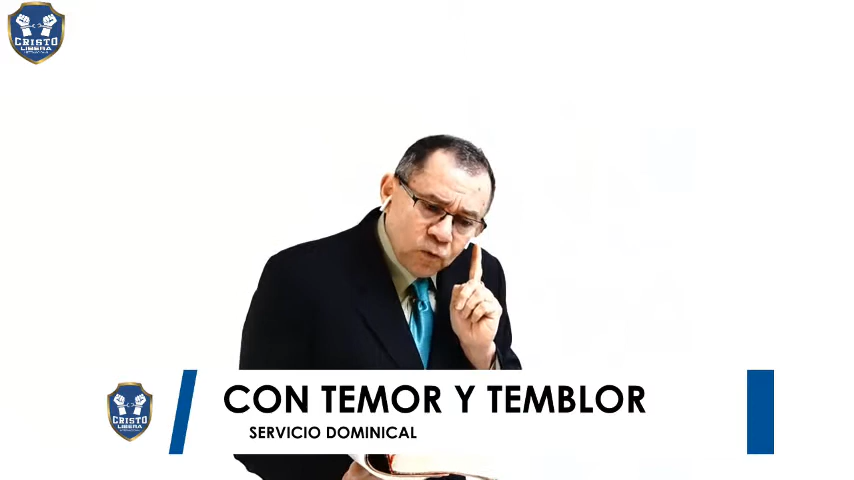 CRISTO
LIBERA
CON TEMOR Y TEMBLOR
SERVICIO DOMINICAL
CRISTO
LIBERA